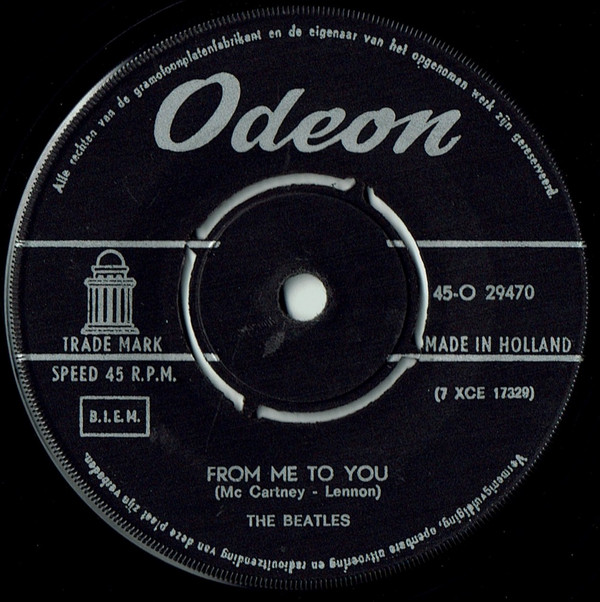 Alle rechten van de gramofoonplatenfabrikant en de eigenaar van het opgenomen werk zijn gereserveerd.
Odeon
45-O 29470
TRADE MARK
MADE IN HOLLAND
SPEED 45 R.P.M.
(7 XCE 17329)
B.I.E.M.
FROM ME TO YOU
(Mc Cartney - Lennon)
THE BEATLES
Vermenigvuldiging, openbare uitvoering en radiouitzending van deze plaat zijn verboden.